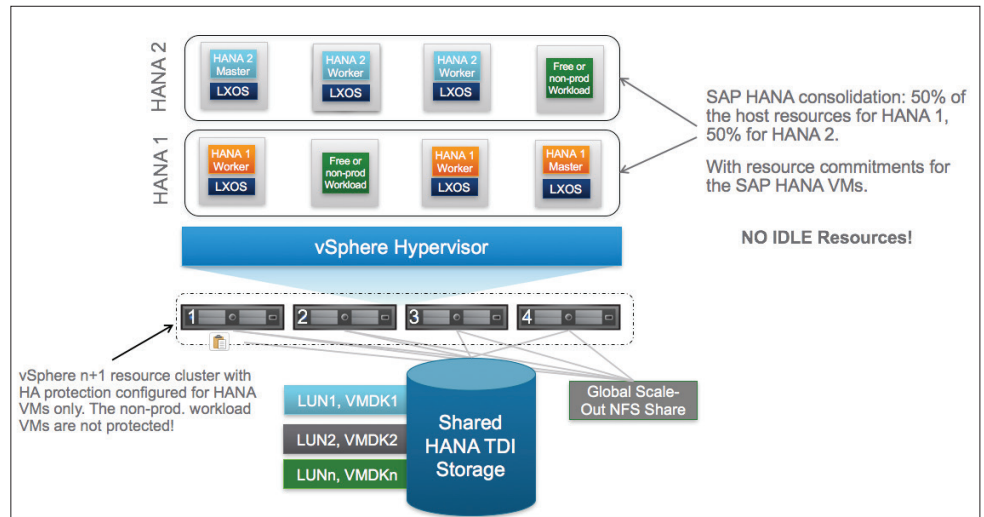 HANA 2
HANA 2
Master
LXOS
HANA 2
Worker
LXOS
HANA 2
Worker
LXOS
Free or
non-prod
Workload
HANA 1
HANA 1
Worker
LXOS
Free or
non-prod
Workload
HANA 1
Worker
LXOS
HANA 1
Master
LXOS
SAP HANA consolidation: 50% of
the host resources for HANA 1,
50% for HANA 2.
With resource commitments for
the SAP HANA VMs.
NO IDLE Resources!
vSphere Hypervisor
1
2
3
4
vSphere n+1 resource cluster with
HA protection configured for HANA
VMs only. The non-prod. workload
VMs are not protected!
LUN1, VMDK1
LUN2, VMDK2
LUNn, VMDKn
Shared
HANA TDI
Storage
Global Scale-
Out NFS Share